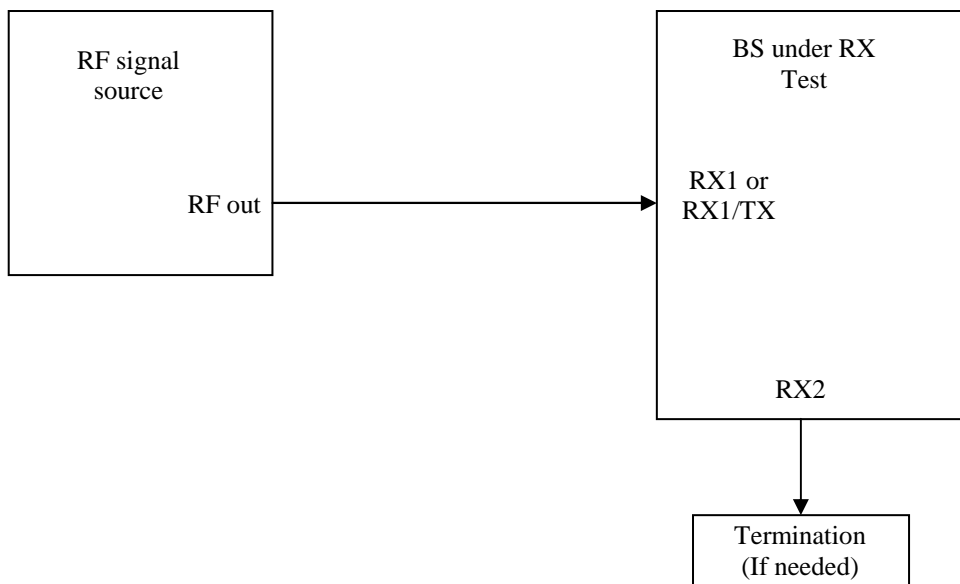 RF signal
source
RF out
BS under RX
Test
RX1 or
RX1/TX
RX2
Termination
(If needed)